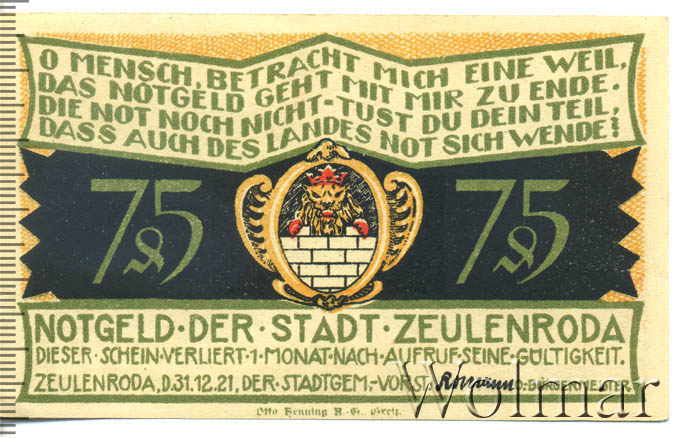 O MENSCH, BETRACHT MICH EINE WEIL,
DAS NOTGELD GEHT MIT MIR ZU ENDE.
DIE NOT NOCH NICHT-TUST DU DEIN TEIL,
DASS AUCH DES LANDES NOT SICH WENDE?
75 75
NOTGELD·DER·STADT·ZEULENRODA
DIESER·SCHEIN·VERLIERT·1·MONAT·NACH·AUFRUF·SEINE·GÜLTIGKEIT.
ZEULENRODA, D. 31.12.21. DER STADTGEM.-VORST. O-BÜRGERMEISTER
Otto Henning A.-G., Greiz.
Wolmar